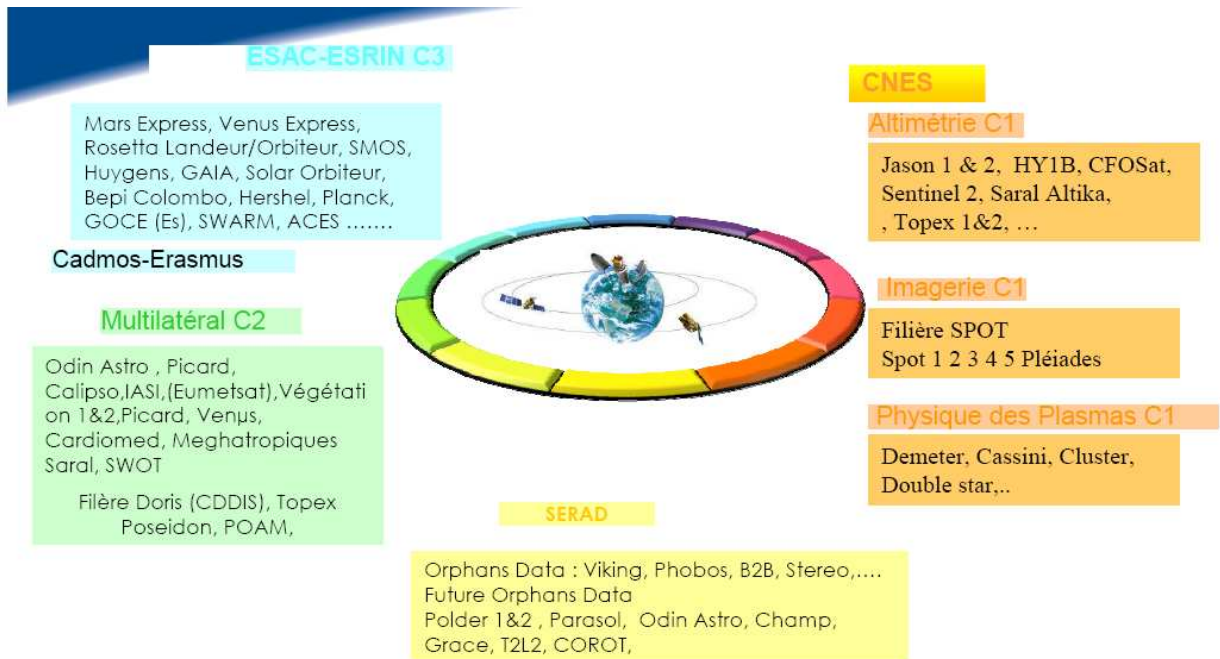 ESAC-ESRIN C3
Mars Express, Venus Express,
Rosetta Landeur/Orbiteur, SMOS,
Huygens, GAIA, Solar Orbiteur,
Bepi Colombo, Hershel, Planck,
GOCE (Es), SWARM, ACES .......
Cadmos-Erasmus
Multilatéral C2
Odin Astro , Picard,
Calipso,IASI,(Eumetsat),Végétati
on 1&2,Picard, Venμs,
Cardiomed, Meghatropiques
Saral, SWOT
Filère Doris (CDDIS), Topex
Poseidon, POAM,
SERAD
Orphans Data : Viking, Phobos, B2B, Stereo,....
Future Orphans Data
Polder 1&2 , Parasol, Odin Astro, Champ,
Grace, T2L2, COROT,
CNES
Altimétrie C1
Jason 1 & 2, HY1B, CFOSat,
Sentinel 2, Saral Altika,
, Topex 1&2, …
Imagerie C1
Filière SPOT
Spot 1 2 3 4 5 Pléiades
Physique des Plasmas C1
Demeter, Cassini, Cluster,
Double star,..